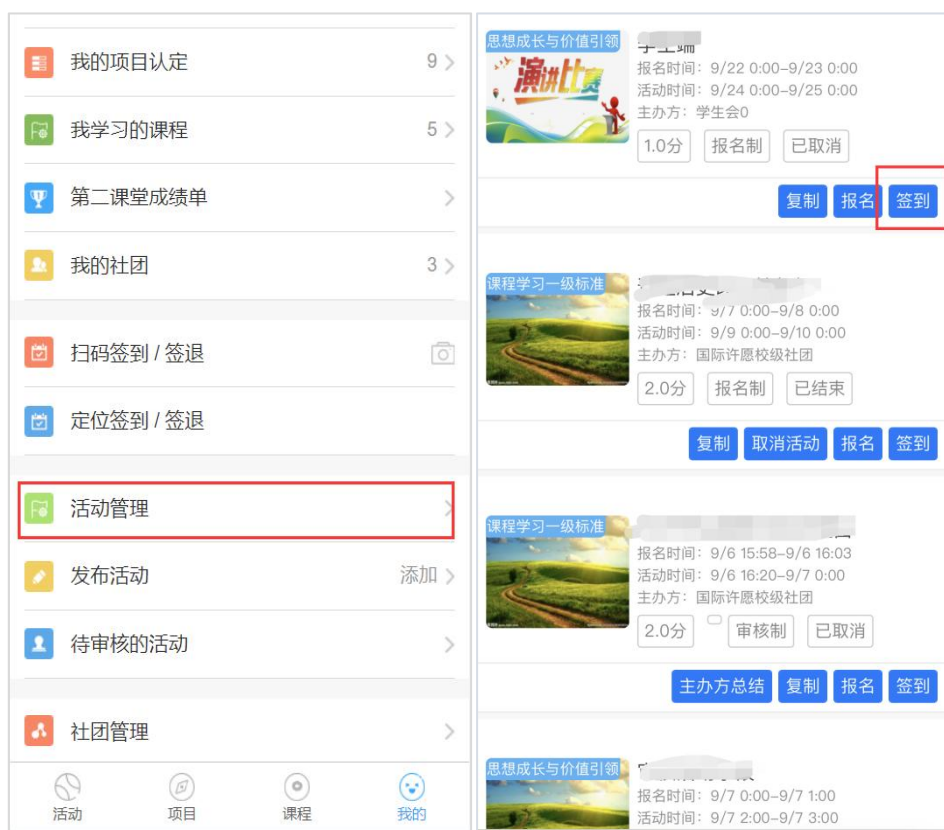 我的项目认定 9
我学习的课程 5
第二课堂成绩单
我的社团 3
扫码签到 / 签退
定位签到 / 签退
活动管理
发布活动 添加
待审核的活动
社团管理
活动 项目 课程 我的
思想成长与价值引领
演讲比赛
学生端
报名时间：9/22 0:00-9/23 0:00
活动时间：9/24 0:00-9/25 0:00
主办方：学生会0
1.0分 报名制 已取消
复制 报名 签到
课程学习一级标准
报名时间：9/7 0:00-9/8 0:00
活动时间：9/9 0:00-9/10 0:00
主办方：国际许愿校级社团
2.0分 报名制 已结束
复制 取消活动 报名 签到
课程学习一级标准
报名时间：9/6 15:58-9/6 16:03
活动时间：9/6 16:20-9/7 0:00
主办方：国际许愿校级社团
2.0分 审核制 已取消
主办方总结 复制 报名 签到
思想成长与价值引领
报名时间：9/7 0:00-9/7 1:00
活动时间：9/7 2:00-9/7 3:00